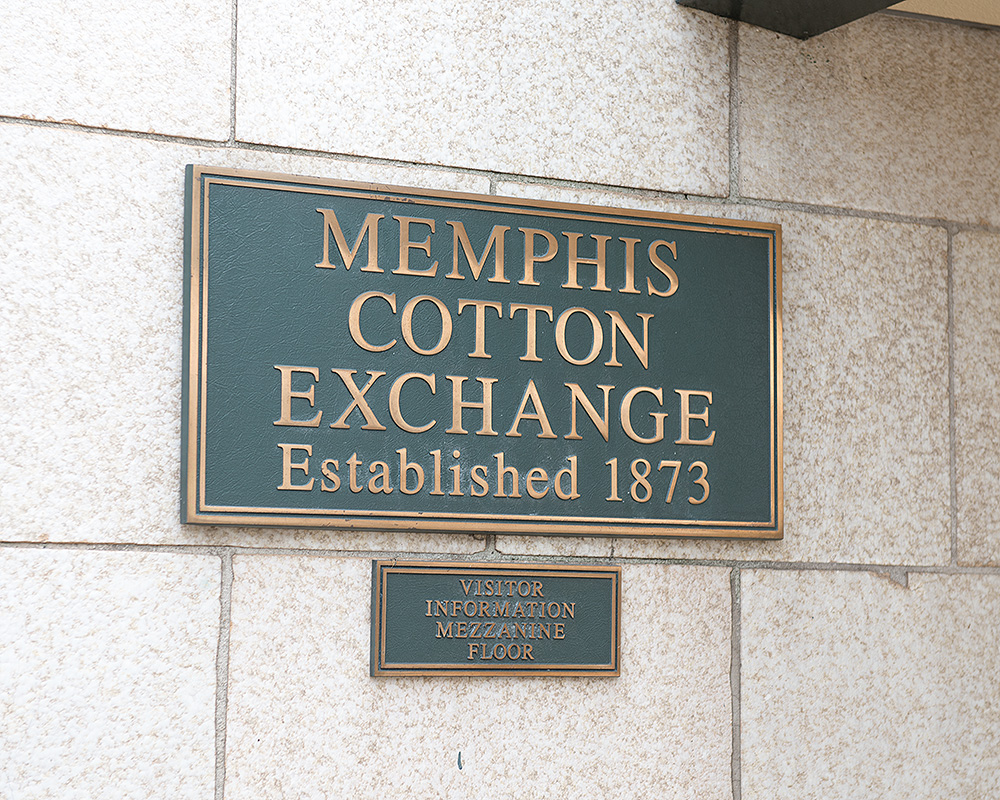 MEMPHIS
COTTON
EXCHANGE
Established 1873
VISITOR
INFORMATION
MEZZANINE
FLOOR